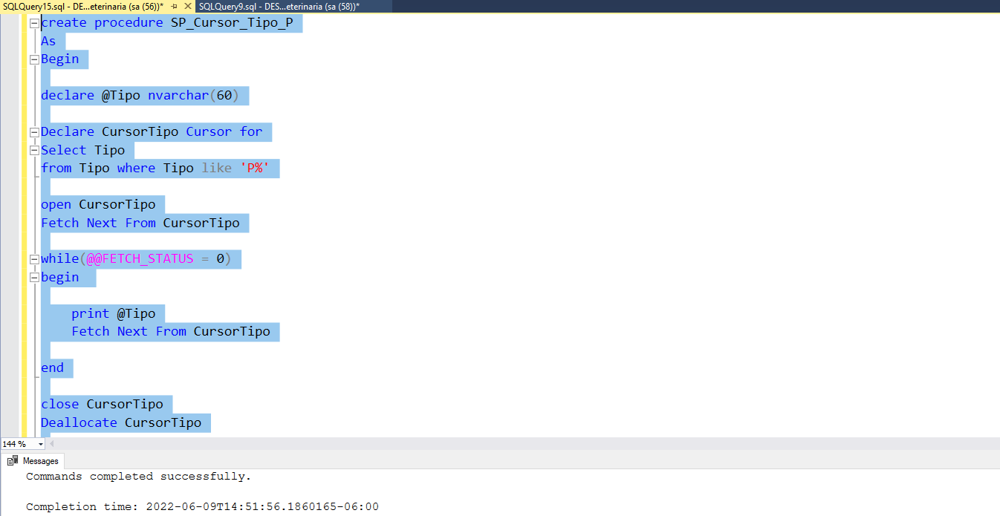 SQLQuery15.sql - DE...eterinaria (sa (56))* SQLQuery9.sql - DES...eterinaria (sa (58))*
create procedure SP_Cursor_Tipo_P
As
Begin
declare @Tipo nvarchar(60)
Declare CursorTipo Cursor for
Select Tipo
from Tipo where Tipo like 'P%'
open CursorTipo
Fetch Next From CursorTipo
while(@@FETCH_STATUS = 0)
begin
print @Tipo
Fetch Next From CursorTipo
end
close CursorTipo
Deallocate CursorTipo
144 %
Messages
Commands completed successfully.
Completion time: 2022-06-09T14:51:56.1860165-06:00